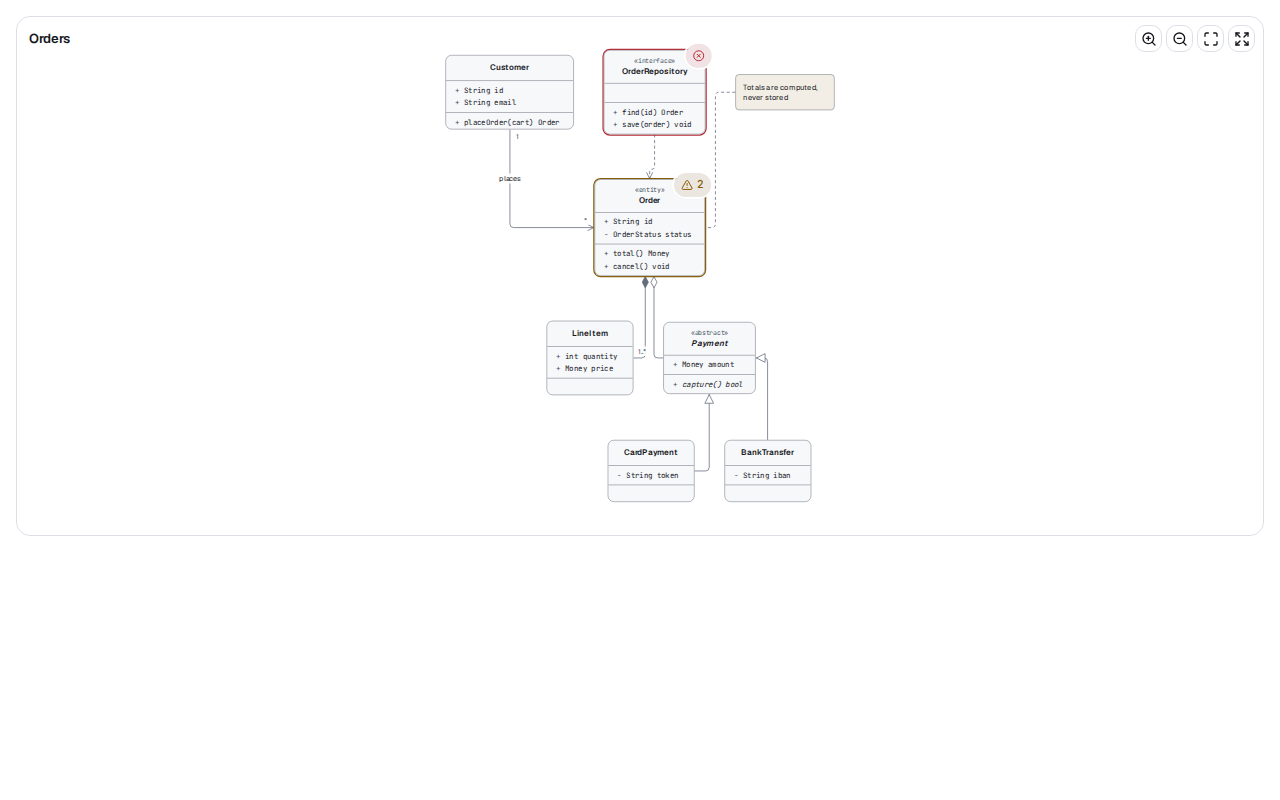 Orders
Customer
+ String id
+ String email
+ placeOrder(cart) Order
«interface»
OrderRepository
+ find(id) Order
+ save(order) void
Totals are computed,
never stored
1
places
*
«entity»
Order
2
+ String id
- OrderStatus status
+ total() Money
+ cancel() void
LineItem
+ int quantity
+ Money price
1..*
«abstract»
Payment
+ Money amount
+ capture() bool
CardPayment
- String token
BankTransfer
- String iban